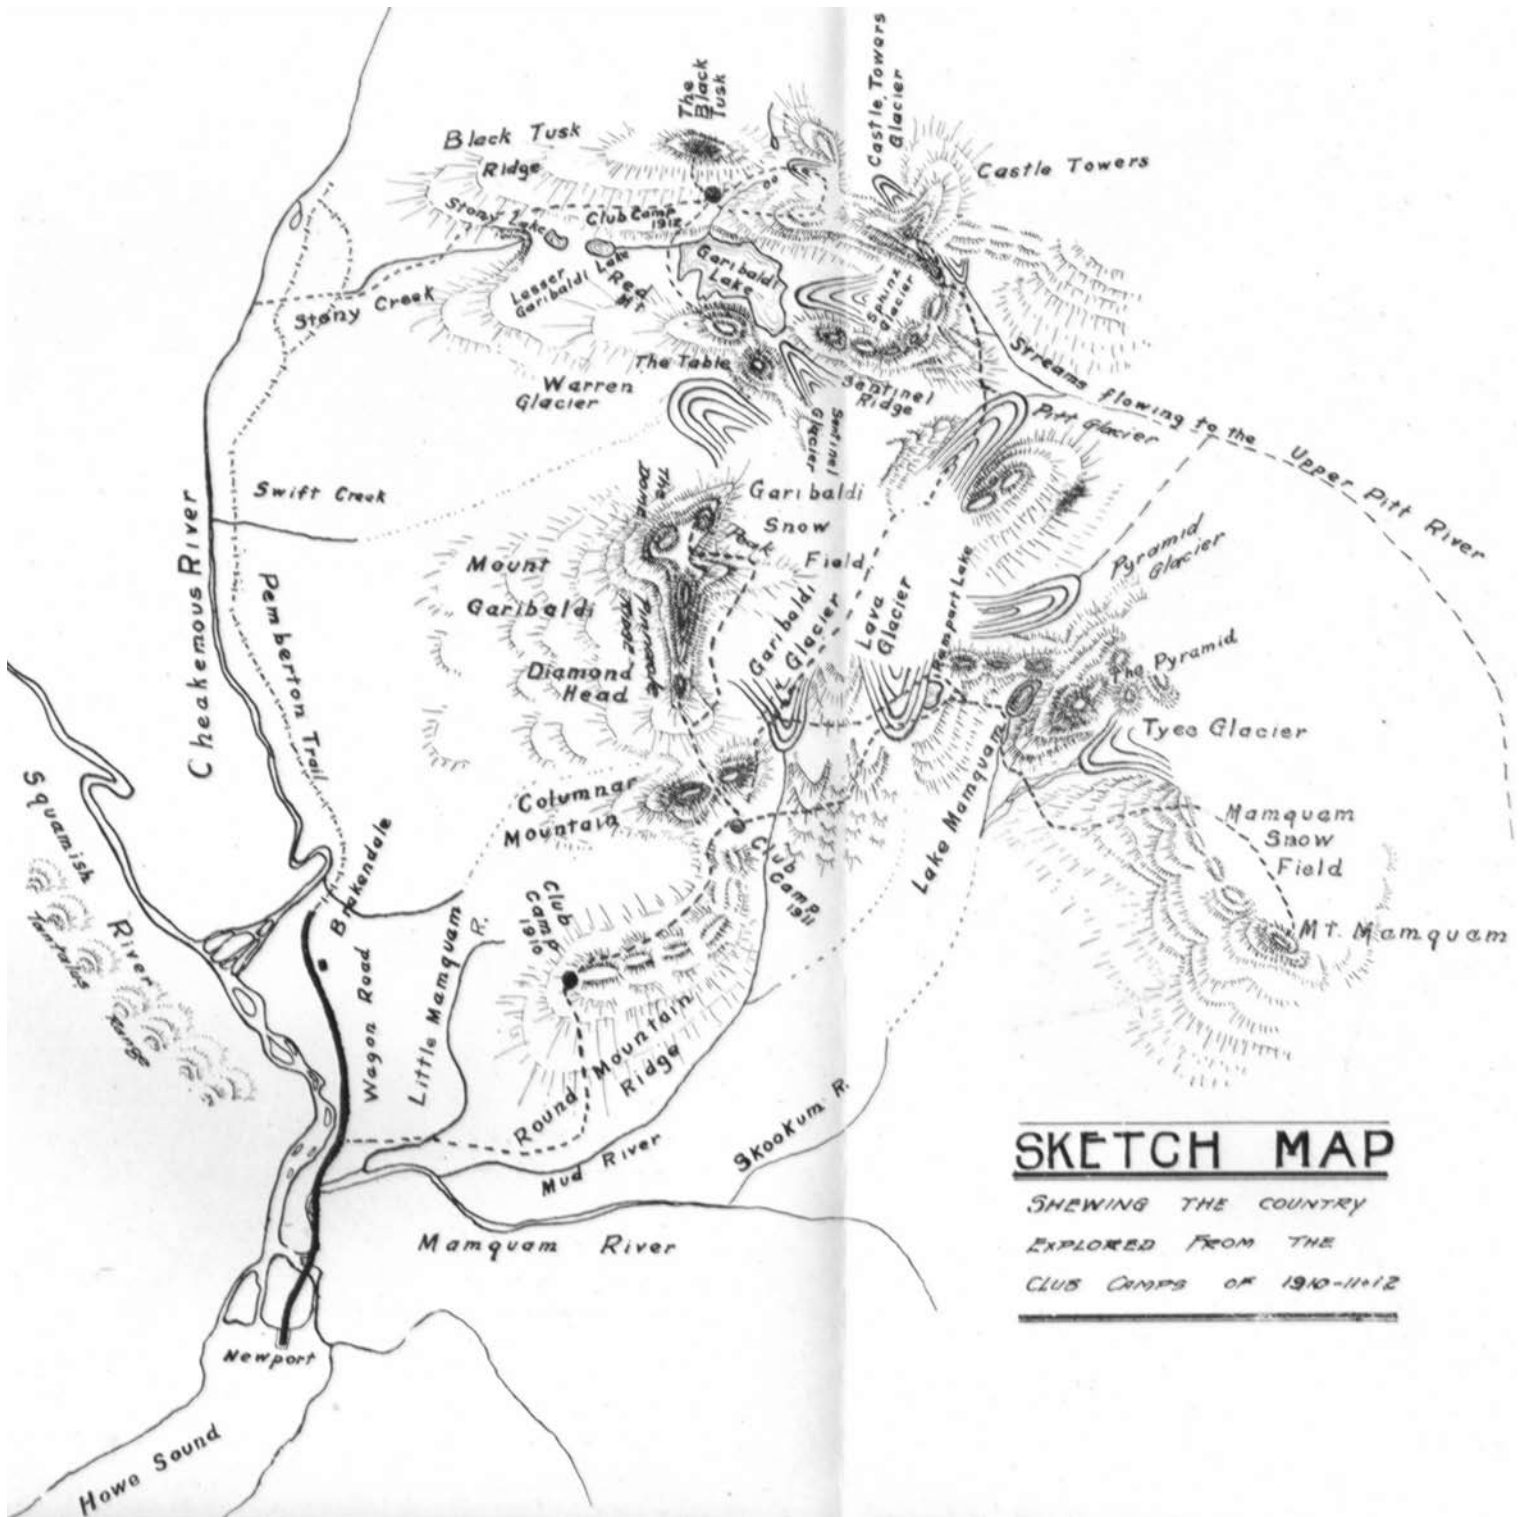 The
Black
Tusk
Castle Towers
Glacier
Black Tusk
Ridge
Castle Towers
Stony Lake
Club Camp
1912
Garibaldi
Lake
Lesser
Garibaldi Lake
Red
Mt
Sphinx
Glacier
Stony Creek
The Table
Warren
Glacier
Sentinel
Ridge
Sentinel
Glacier
Streams flowing to the Upper Pitt River
Pitt Glacier
Swift Creek
The
Dome
Garibaldi
Snow
Field
Peak
Mount
Garibaldi
Pinnacle
Diamond
Head
Garibaldi
Glacier
Lava
Glacier
Rampart Lake
Pyramid
Glacier
The Pyramid
Tyee Glacier
Cheakemous River
Pemberton Trail
Columnar
Mountain
Club
Camp
1911
Lake Mamquam
Mamquam
Snow
Field
Mt. Mamquam
Squamish
River
Tantalus
Range
Brakendale
Wagon Road
Little Mamquam
R.
Club
Camp
1910
Round Mountain
Ridge
Mud River
Skookum R.
Mamquam River
Newport
Howe Sound
SKETCH MAP
SHEWING THE COUNTRY
EXPLORED FROM THE
CLUB CAMPS OF 1910-11+12